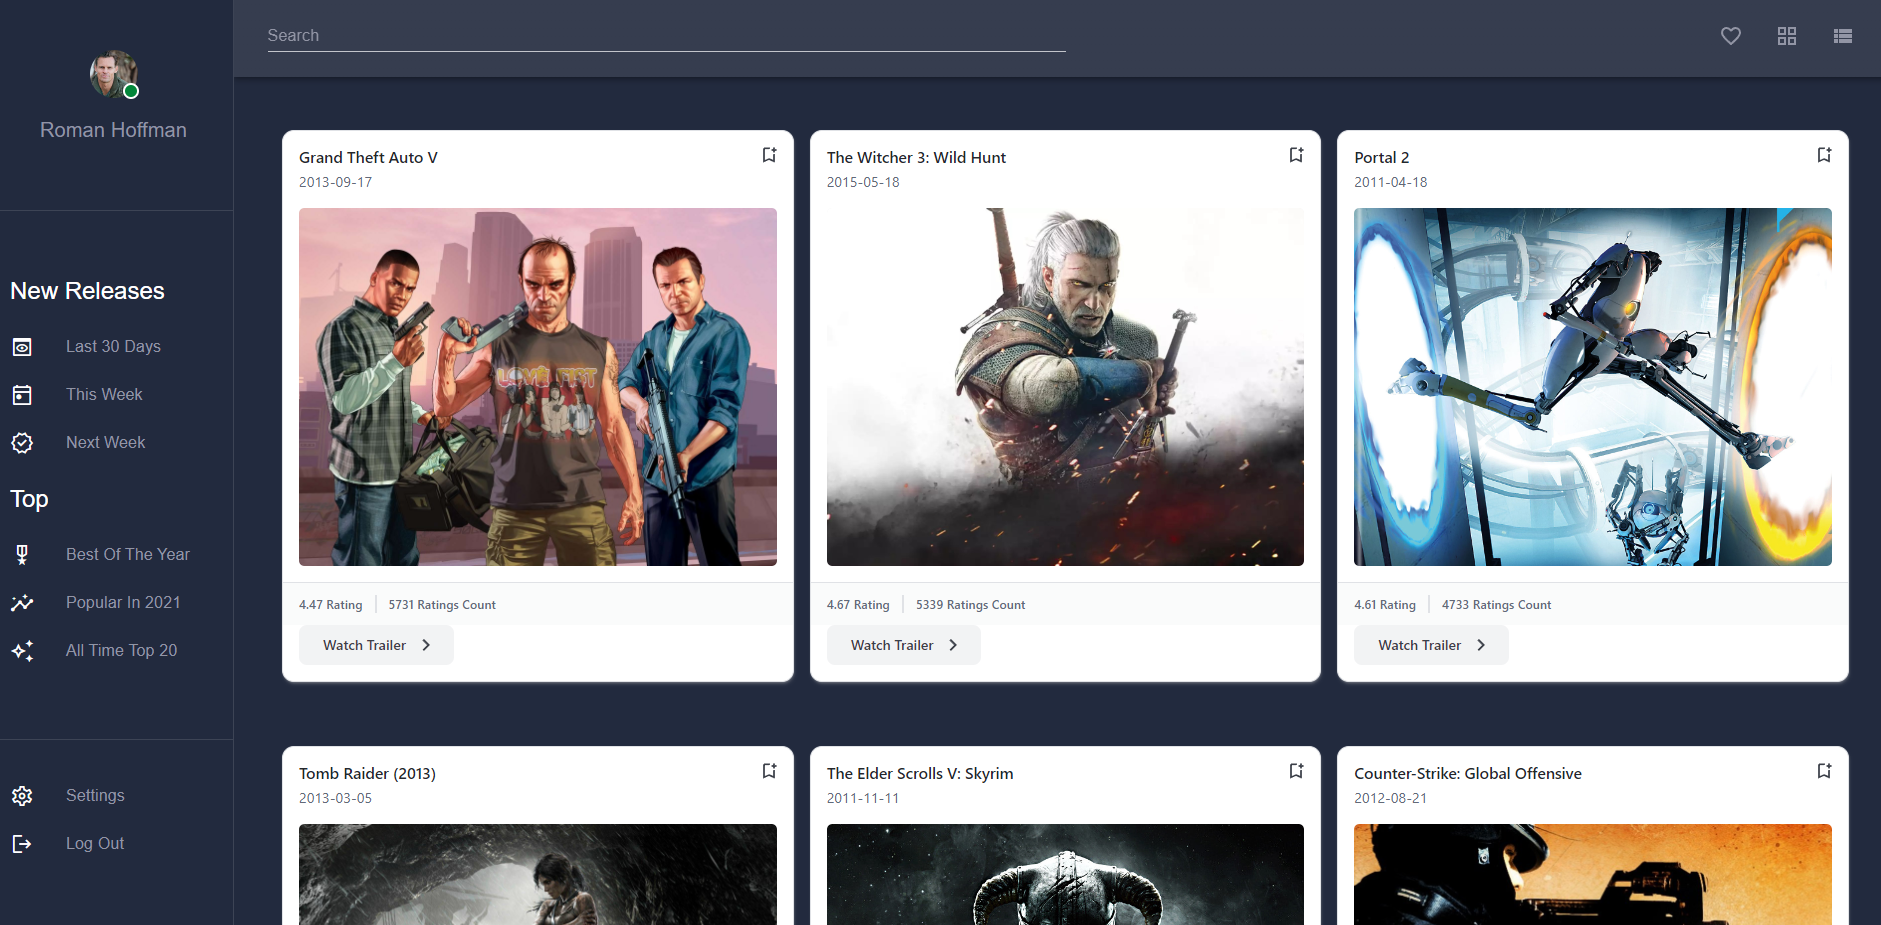 Search
Roman Hoffman
New Releases
Last 30 Days
This Week
Next Week
Top
Best Of The Year
Popular In 2021
All Time Top 20
Settings
Log Out
Grand Theft Auto V
2013-09-17
4.47 Rating
5731 Ratings Count
Watch Trailer
The Witcher 3: Wild Hunt
2015-05-18
4.67 Rating
5339 Ratings Count
Watch Trailer
Portal 2
2011-04-18
4.61 Rating
4733 Ratings Count
Watch Trailer
Tomb Raider (2013)
2013-03-05
The Elder Scrolls V: Skyrim
2011-11-11
Counter-Strike: Global Offensive
2012-08-21